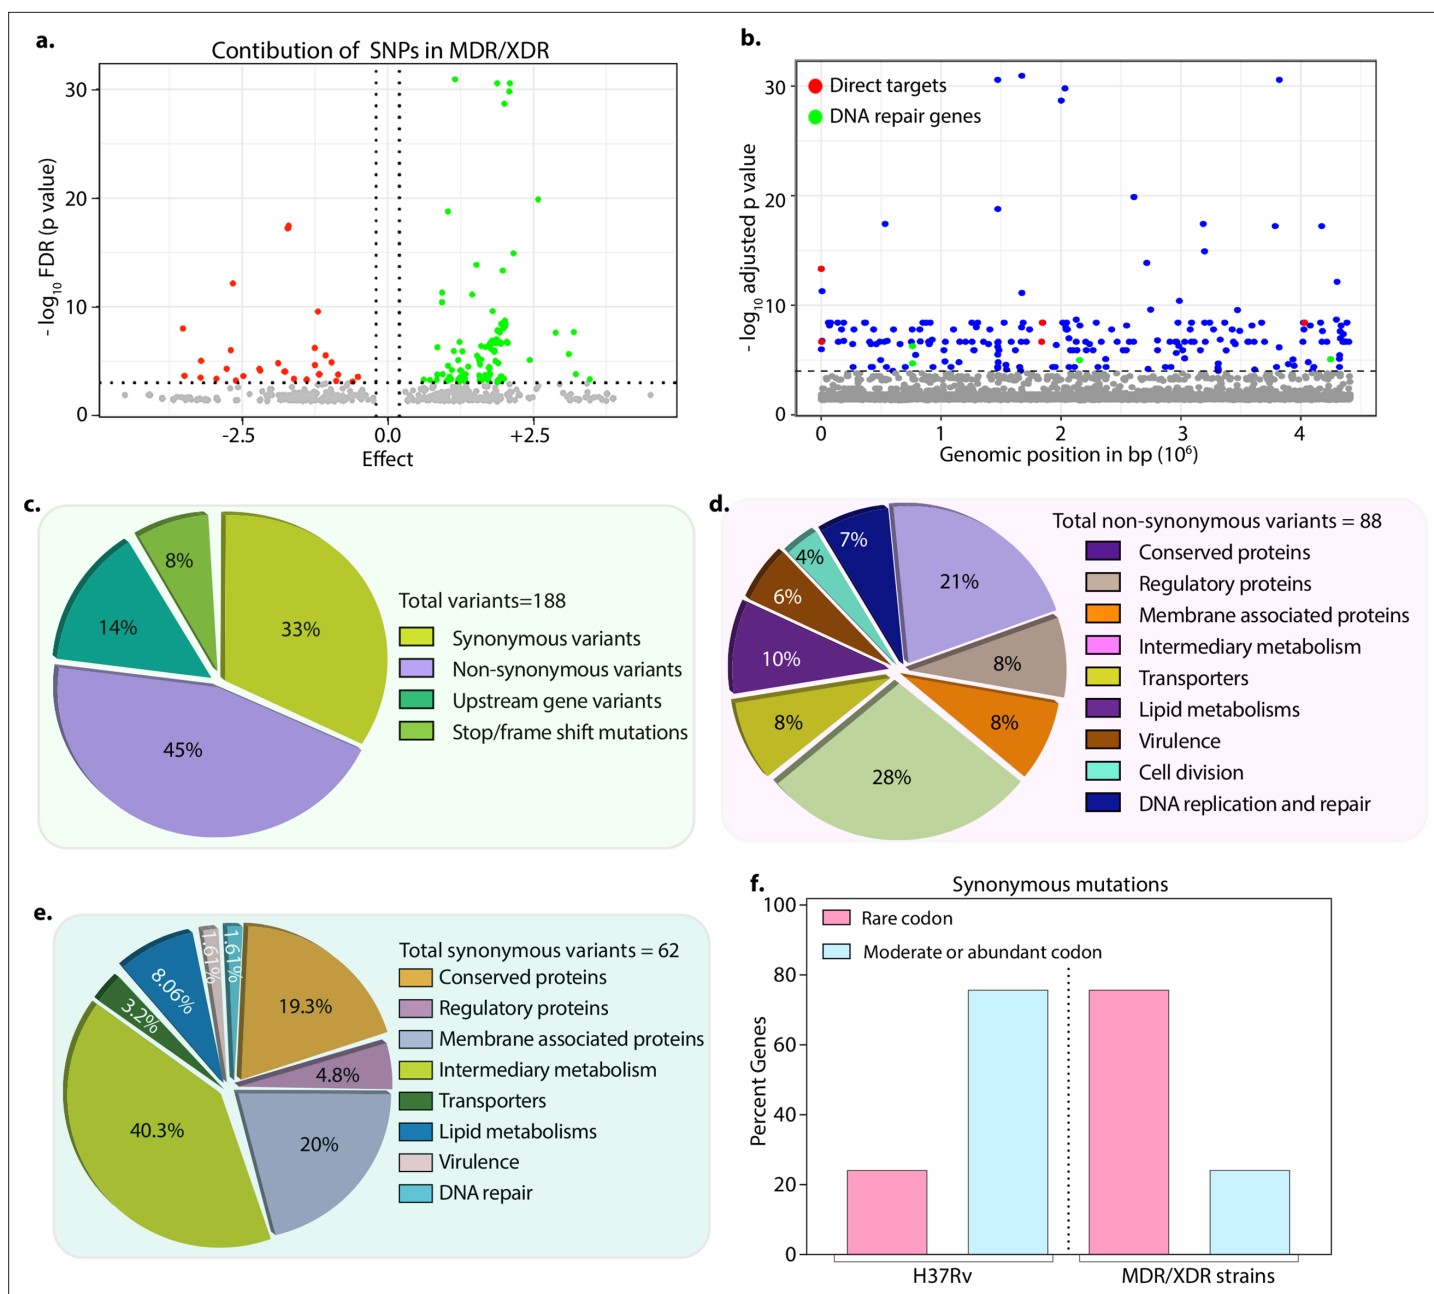 a.
Contibution of  SNPs in MDR/XDR
30
20
10
0
-log10 FDR (p value)
-2.5
0.0
+2.5
Effect
b.
Direct targets
DNA repair genes
30
20
10
0
-log10 adjusted p value
0
1
2
3
4
Genomic position in bp (10⁶)
c.
8%
33%
14%
45%
Total variants=188
Synonymous variants
Non-synonymous variants
Upstream gene variants
Stop/frame shift mutations
d.
7%
4%
21%
6%
10%
8%
8%
8%
28%
Total non-synonymous variants = 88
Conserved proteins
Regulatory proteins
Membrane associated proteins
Intermediary metabolism
Transporters
Lipid metabolisms
Virulence
Cell division
DNA replication and repair
e.
1.61%
1.61%
8.06%
3.2%
19.3%
4.8%
40.3%
20%
Total synonymous variants = 62
Conserved proteins
Regulatory proteins
Membrane associated proteins
Intermediary metabolism
Transporters
Lipid metabolisms
Virulence
DNA repair
f.
Synonymous mutations
Rare codon
Moderate or abundant codon
100
80
60
40
20
0
Percent Genes
H37Rv
MDR/XDR strains